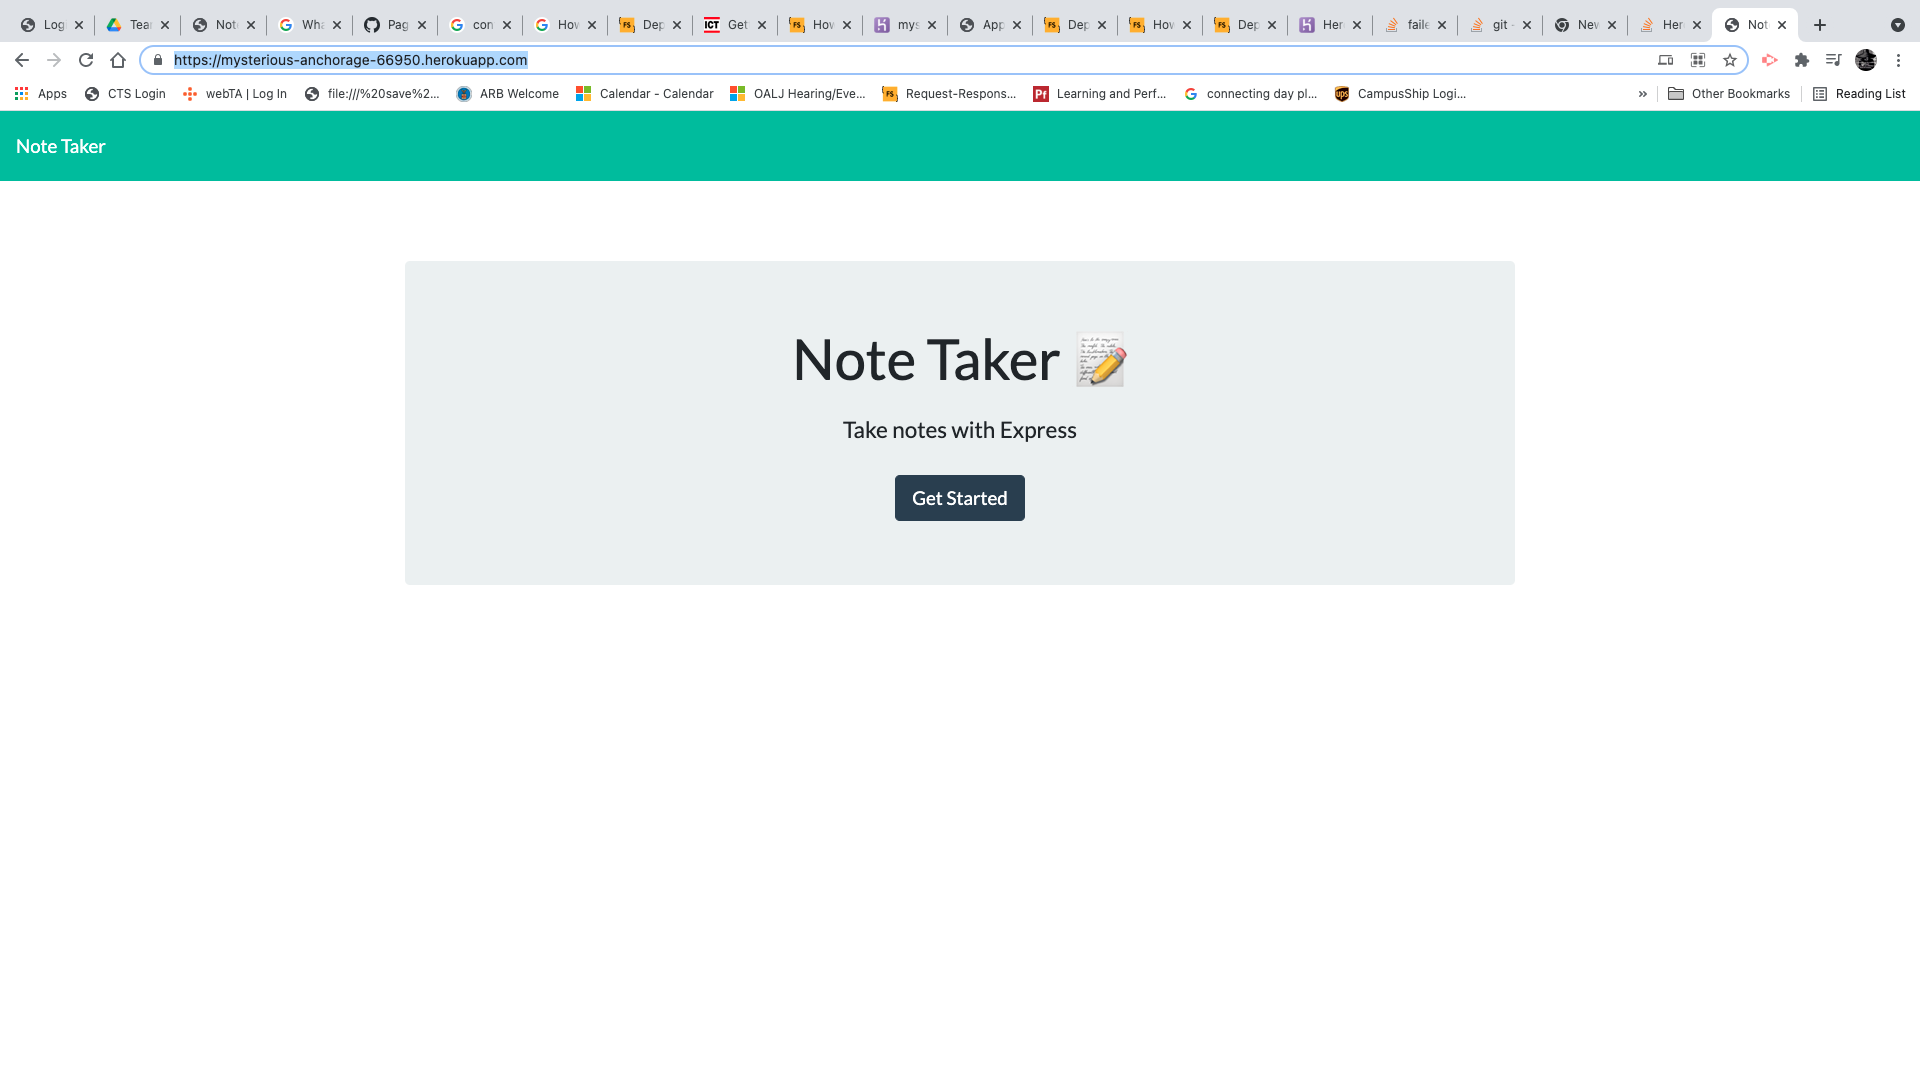 Log Tea Not Wha Pag con How Dep Get How mys App Dep How Dep Her faile git - New Her Not
https://mysterious-anchorage-66950.herokuapp.com
Apps CTS Login webTA | Log In file:///%20save%2... ARB Welcome Calendar - Calendar OALJ Hearing/Eve... Request-Respons... Learning and Perf... connecting day pl... CampusShip Logi... » Other Bookmarks Reading List
Note Taker
Note Taker
Take notes with Express
Get Started